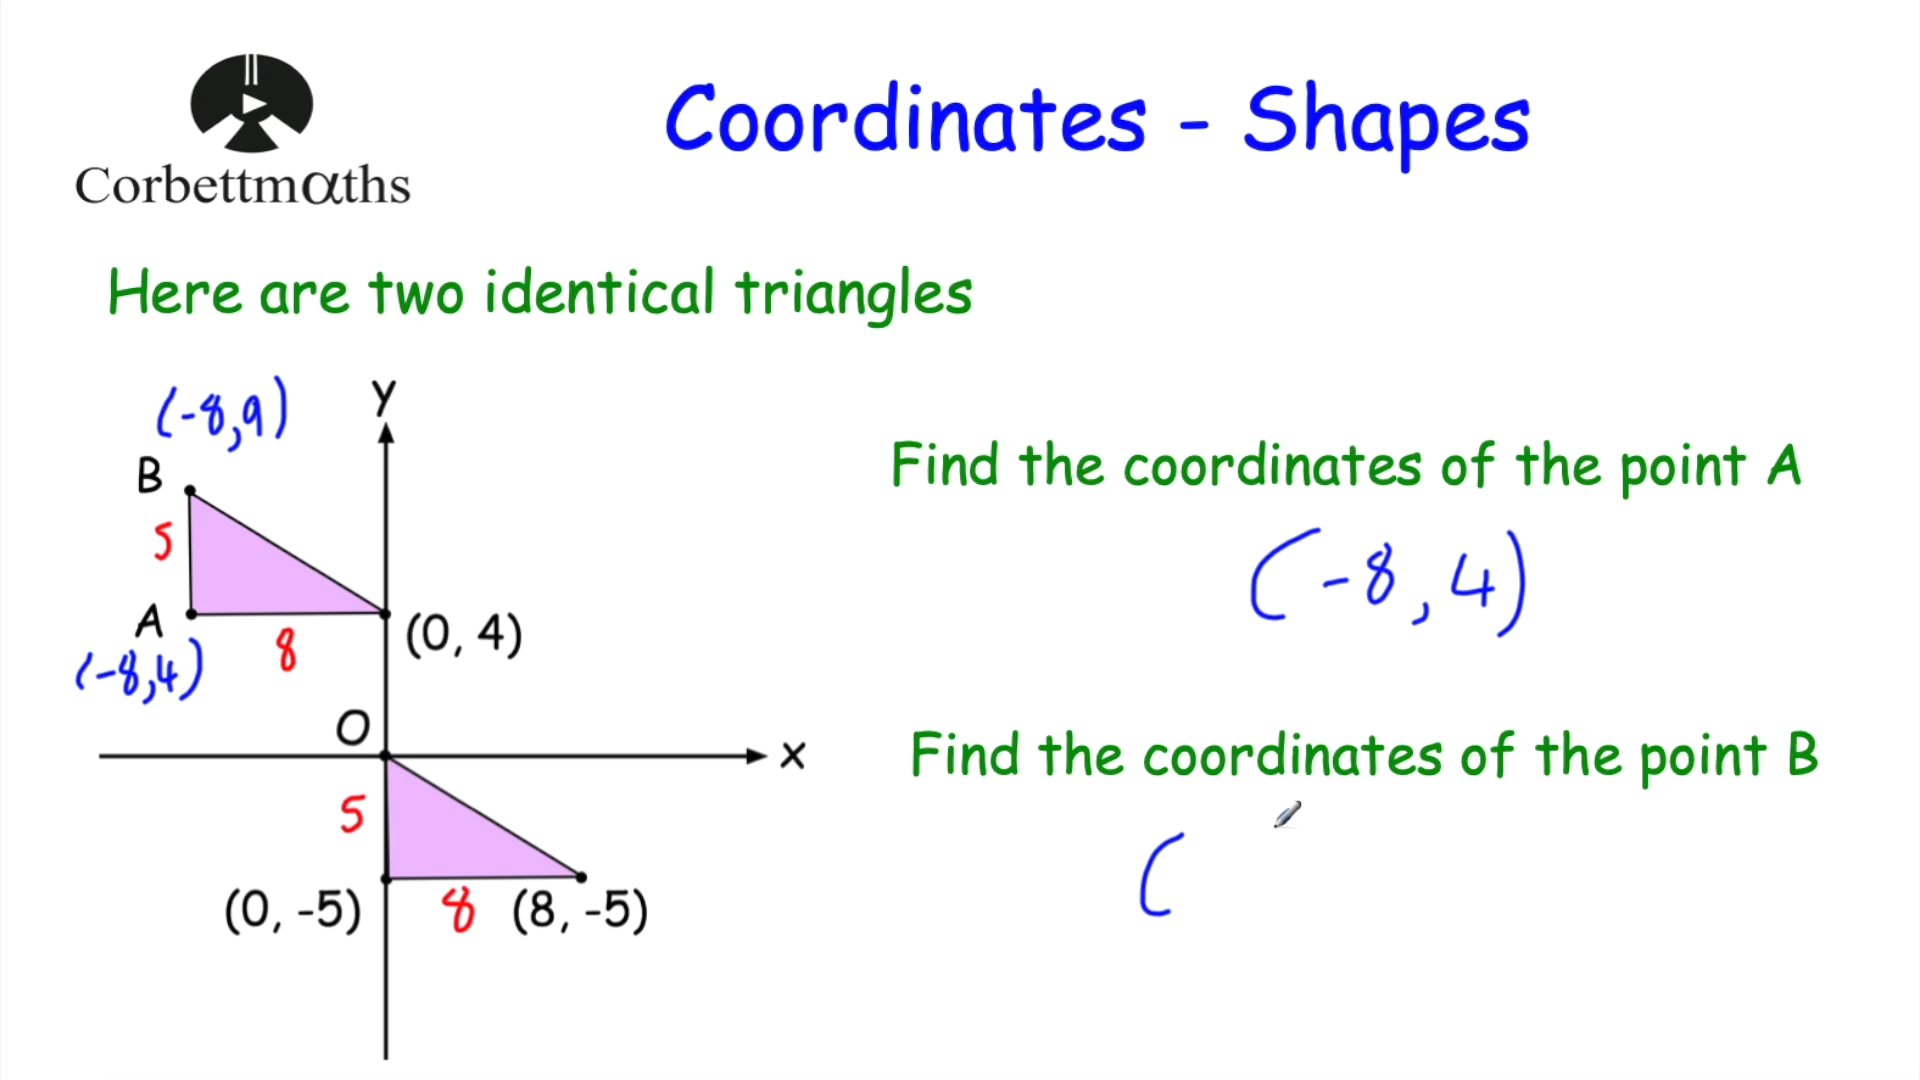 Corbettmαths
Coordinates - Shapes
Here are two identical triangles
(-8,9)
y
B
5
A
8
(0, 4)
(-8,4)
O
x
5
(0, -5)
8
(8, -5)
Find the coordinates of the point A
(-8,4)
Find the coordinates of the point B
(